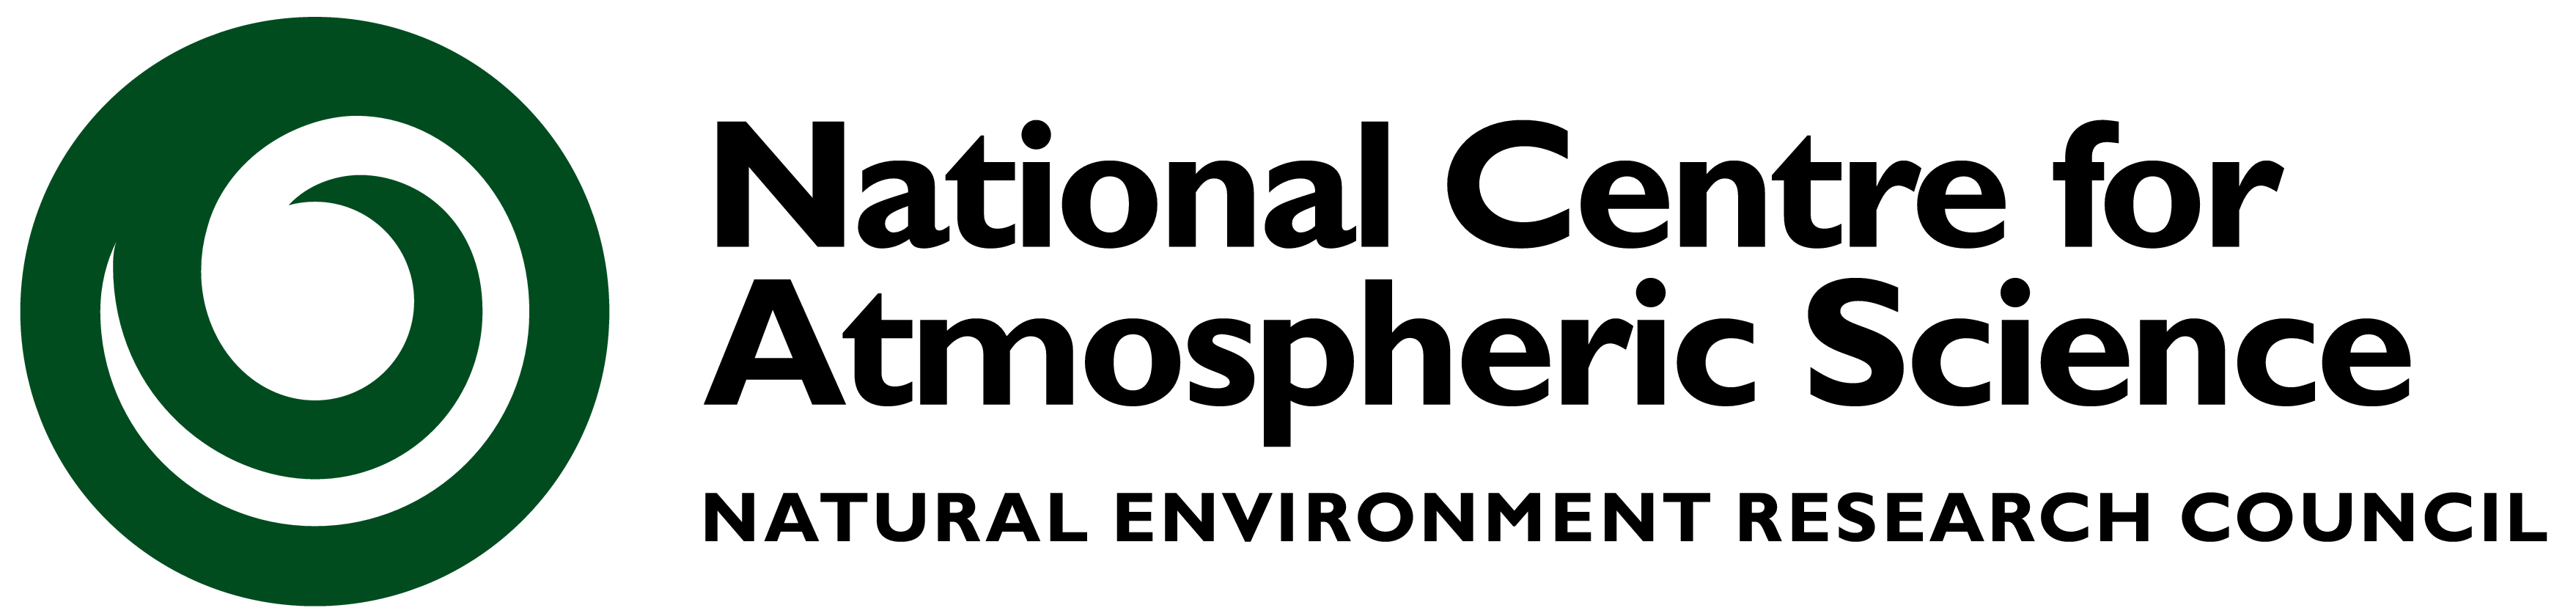 National Centre for
Atmospheric Science
NATURAL ENVIRONMENT RESEARCH COUNCIL